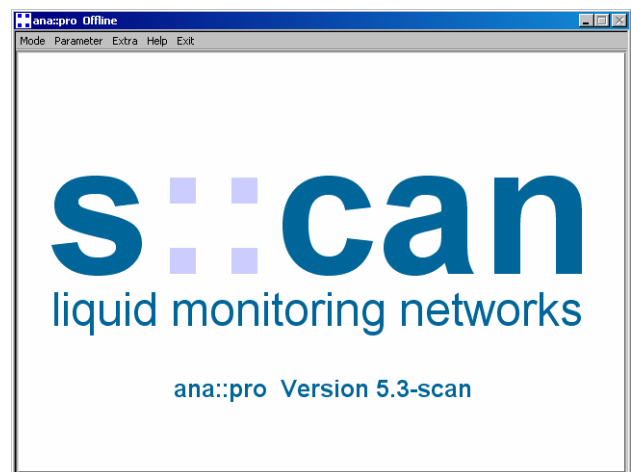 ana::pro Offline
Mode Parameter Extra Help Exit
s::can
liquid monitoring networks
ana::pro Version 5.3-scan